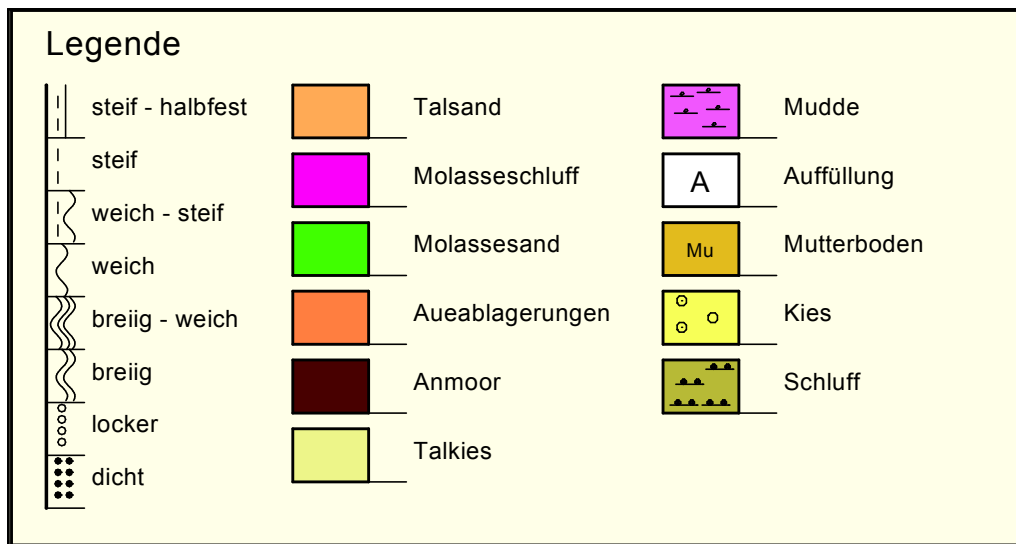 Legende
steif - halbfest
steif
weich - steif
weich
breiig - weich
breiig
locker
dicht
Talsand
Molasseschluff
Molassesand
Aueablagerungen
Anmoor
Talkies
Mudde
A Auffüllung
Mu Mutterboden
Kies
Schluff